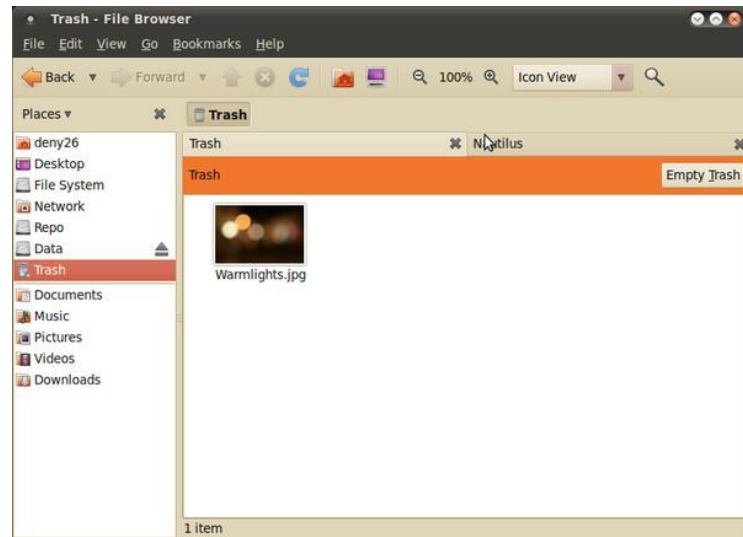 Trash - File Browser
File Edit View Go Bookmarks Help
Back Forward 100% Icon View
Places Trash
deny26
Desktop
File System
Network
Repo
Data
Trash
Documents
Music
Pictures
Videos
Downloads
Trash Nautilus
Trash Empty Trash
Warmlights.jpg
1 item